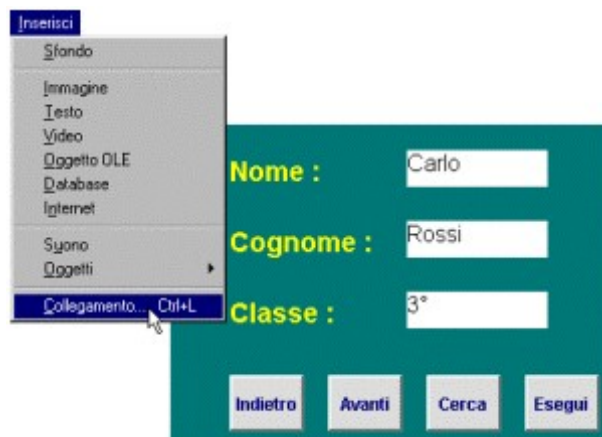 Inserisci
Sfondo
Immagine
Testo
Video
Oggetto OLE
Database
Internet
Suono
Oggetti
Collegamento... Ctrl+L
Nome : Carlo
Cognome : Rossi
Classe : 3°
Indietro Avanti Cerca Esegui